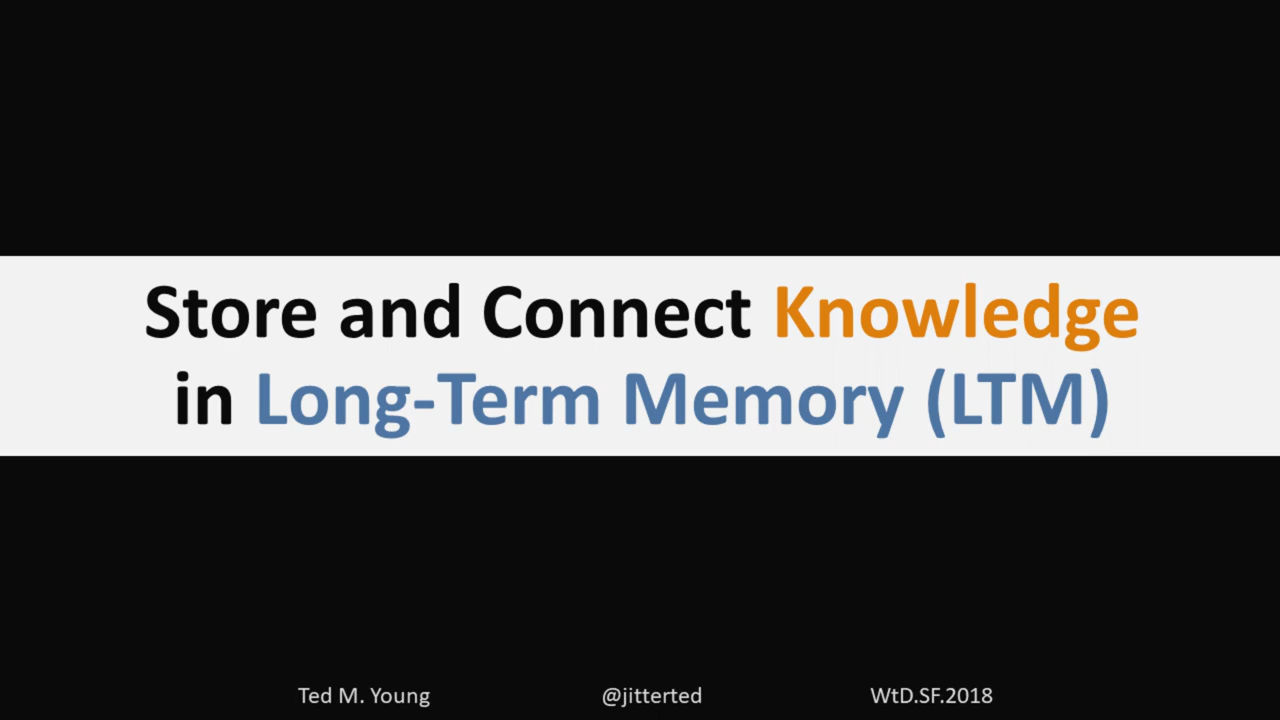 Store and Connect Knowledge
in Long-Term Memory (LTM)
Ted M. Young @jitterted WtD.SF.2018